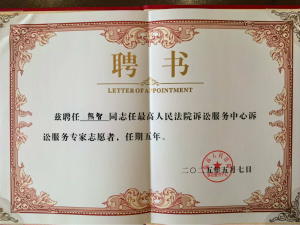 聘 书
LETTER OF APPOINTMENT
兹聘任 熊智 同志任最高人民法院诉讼服务中心诉
讼服务专家志愿者，任期五年。
二〇二五年五月七日